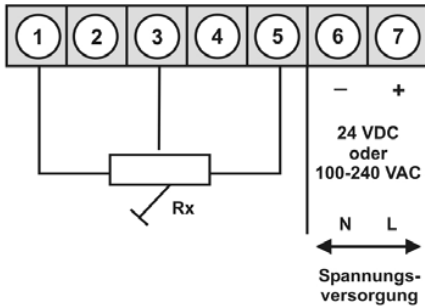 1 2 3 4 5 6 7
− +
24 VDC
oder
100-240 VAC
Rx
N L
Spannungs-
versorgung